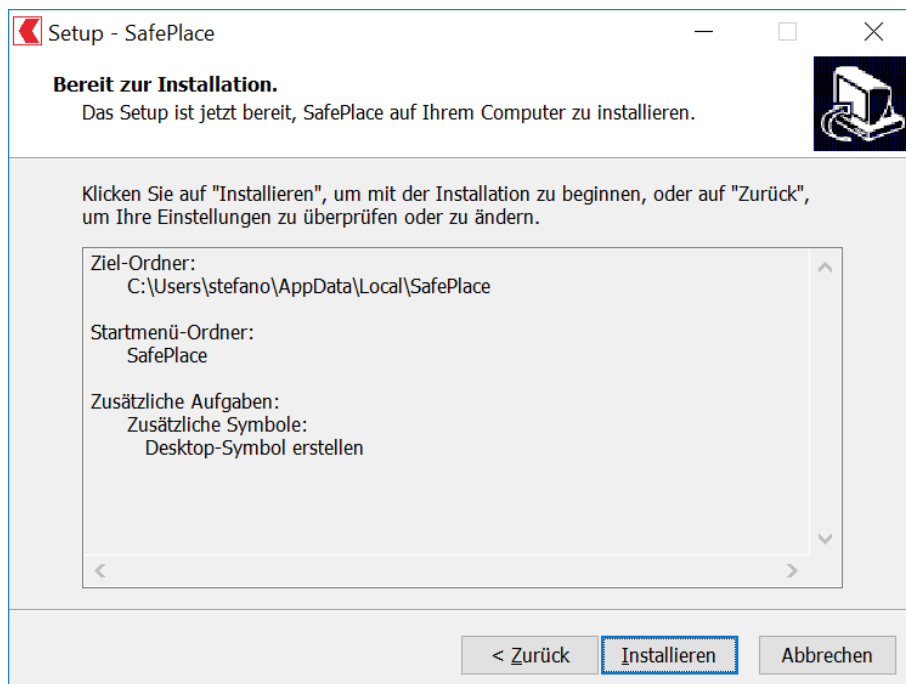 Setup - SafePlace
Bereit zur Installation.
Das Setup ist jetzt bereit, SafePlace auf Ihrem Computer zu installieren.
Klicken Sie auf "Installieren", um mit der Installation zu beginnen, oder auf "Zurück",
um Ihre Einstellungen zu überprüfen oder zu ändern.
Ziel-Ordner:
C:\Users\stefano\AppData\Local\SafePlace
Startmenü-Ordner:
SafePlace
Zusätzliche Aufgaben:
Zusätzliche Symbole:
Desktop-Symbol erstellen
< Zurück Installieren Abbrechen